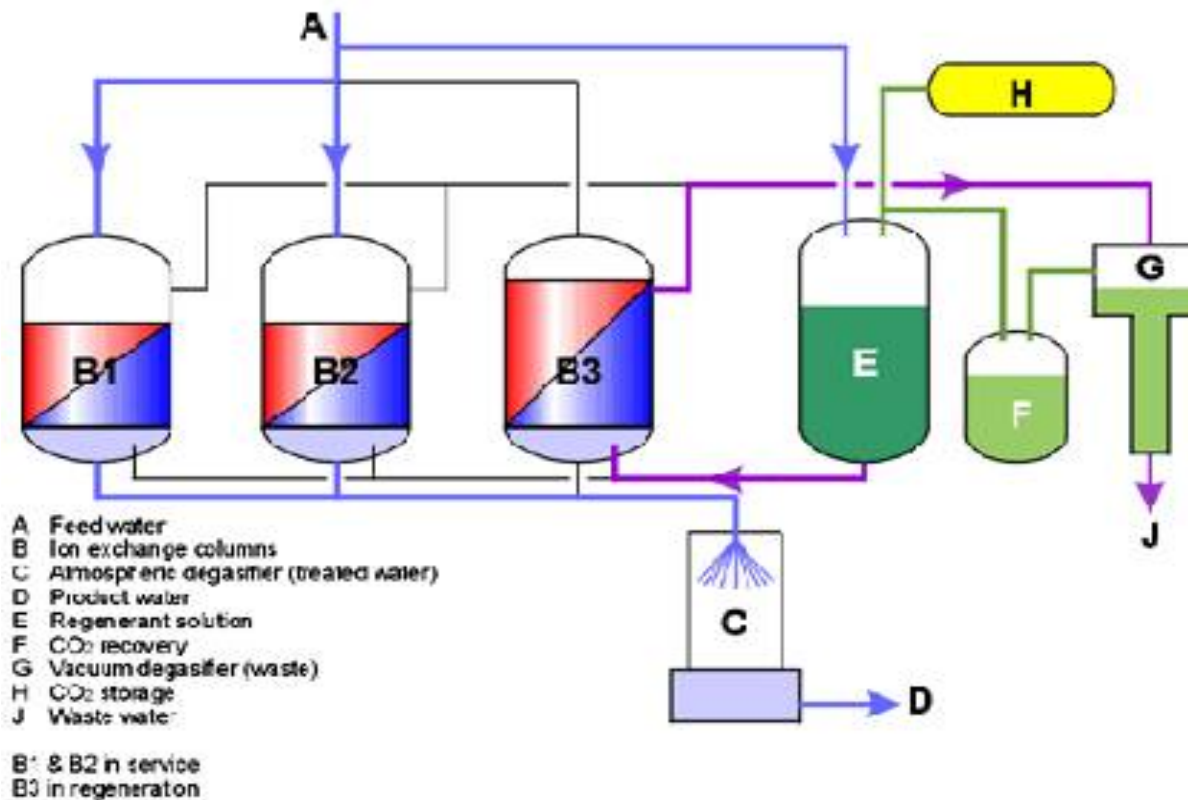 A
H
G
B1
B2
B3
E
F
J
C
D
A Feed water
B Ion exchange columns
C Atmospheric degasifier (treated water)
D Product water
E Regenerant solution
F CO₂ recovery
G Vacuum degasifier (waste)
H CO₂ storage
J Waste water
B1 & B2 in service
B3 in regeneration